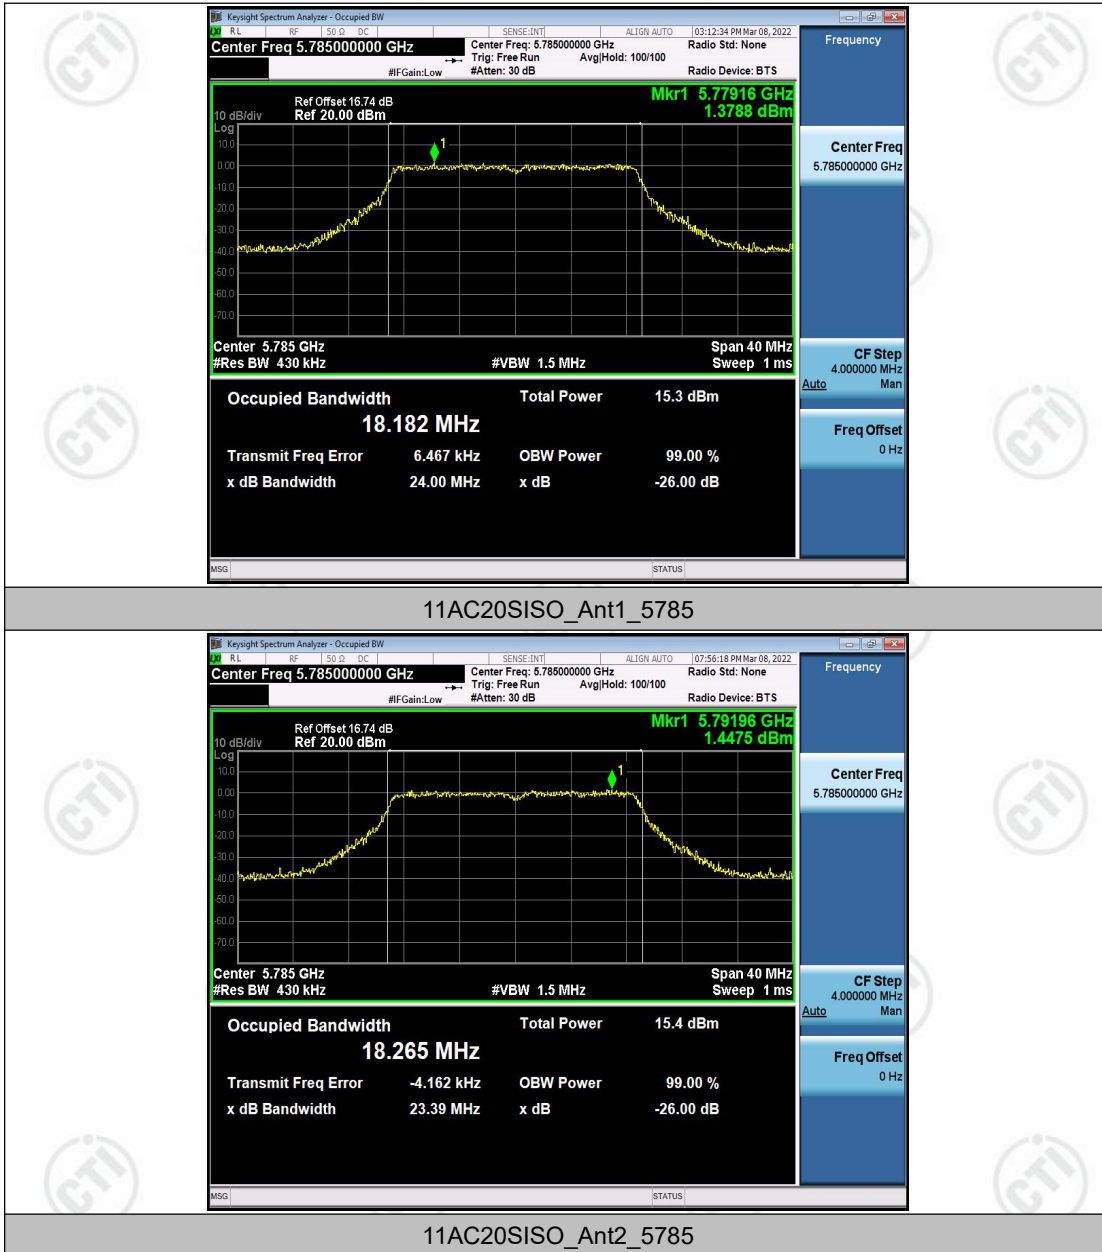 Keysight Spectrum Analyzer - Occupied BW
LXI RL RF 50 Ω DC SENSE:INT ALIGN AUTO 03:12:34 PM Mar 08, 2022
Center Freq 5.785000000 GHz Center Freq: 5.785000000 GHz Radio Std: None Frequency
Trig: Free Run Avg|Hold: 100/100
#IFGain:Low #Atten: 30 dB Radio Device: BTS
Mkr1 5.77916 GHz
Ref Offset 16.74 dB
10 dB/div Ref 20.00 dBm 1.3788 dBm
Log
10.0
0.00
-10.0
-20.0
-30.0
-40.0
-50.0
-60.0
-70.0
1
Center Freq
5.785000000 GHz
Center 5.785 GHz Span 40 MHz
#Res BW 430 kHz #VBW 1.5 MHz Sweep 1 ms
CF Step
4.000000 MHz
Auto Man
Occupied Bandwidth Total Power 15.3 dBm
18.182 MHz
Freq Offset
0 Hz
Transmit Freq Error 6.467 kHz OBW Power 99.00 %
x dB Bandwidth 24.00 MHz x dB -26.00 dB
MSG STATUS
11AC20SISO_Ant1_5785
Keysight Spectrum Analyzer - Occupied BW
LXI RL RF 50 Ω DC SENSE:INT ALIGN AUTO 07:56:18 PM Mar 08, 2022
Center Freq 5.785000000 GHz Center Freq: 5.785000000 GHz Radio Std: None Frequency
Trig: Free Run Avg|Hold: 100/100
#IFGain:Low #Atten: 30 dB Radio Device: BTS
Mkr1 5.79196 GHz
Ref Offset 16.74 dB
10 dB/div Ref 20.00 dBm 1.4475 dBm
Log
10.0
0.00
-10.0
-20.0
-30.0
-40.0
-50.0
-60.0
-70.0
1
Center Freq
5.785000000 GHz
Center 5.785 GHz Span 40 MHz
#Res BW 430 kHz #VBW 1.5 MHz Sweep 1 ms
CF Step
4.000000 MHz
Auto Man
Occupied Bandwidth Total Power 15.4 dBm
18.265 MHz
Freq Offset
0 Hz
Transmit Freq Error -4.162 kHz OBW Power 99.00 %
x dB Bandwidth 23.39 MHz x dB -26.00 dB
MSG STATUS
11AC20SISO_Ant2_5785
CTI
CTI
CTI
CTI
CTI
CTI
CTI
CTI